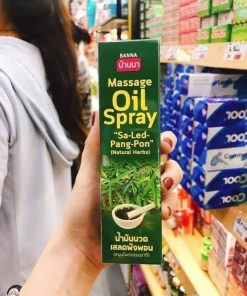 BANNA
บ้านนา
Massage
Oil
Spray
"Sa-Led-
Pang-Pon"
(Natural Herbs)
น้ำมันนวด
เสลดพังพอน